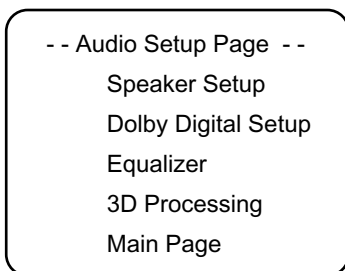 - - Audio Setup Page - -
Speaker Setup
Dolby Digital Setup
Equalizer
3D Processing
Main Page